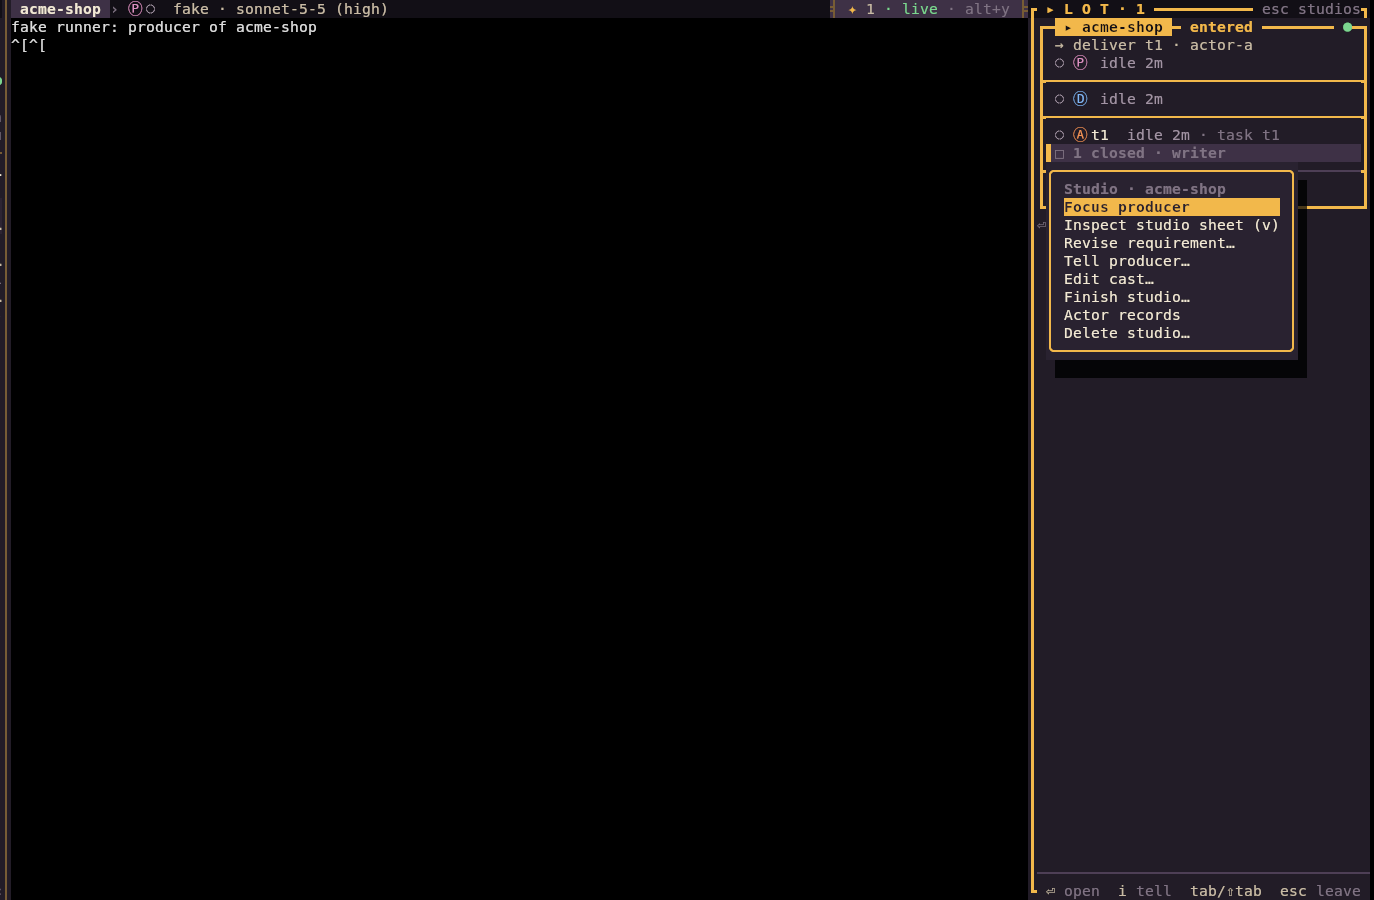 acme-shop › Ⓟ○ fake · sonnet-5-5 (high) ✦ 1 · live · alt+y
fake runner: producer of acme-shop
^[^[
▸ L O T · 1 esc studios
▸ acme-shop entered ●
→ deliver t1 · actor-a
○ Ⓟ idle 2m
○ Ⓓ idle 2m
○ Ⓐ t1 idle 2m · task t1
□ 1 closed · writer
Studio · acme-shop
Focus producer
Inspect studio sheet (v)
Revise requirement…
Tell producer…
Edit cast…
Finish studio…
Actor records
Delete studio…
⏎ open i tell tab/⇧tab esc leave